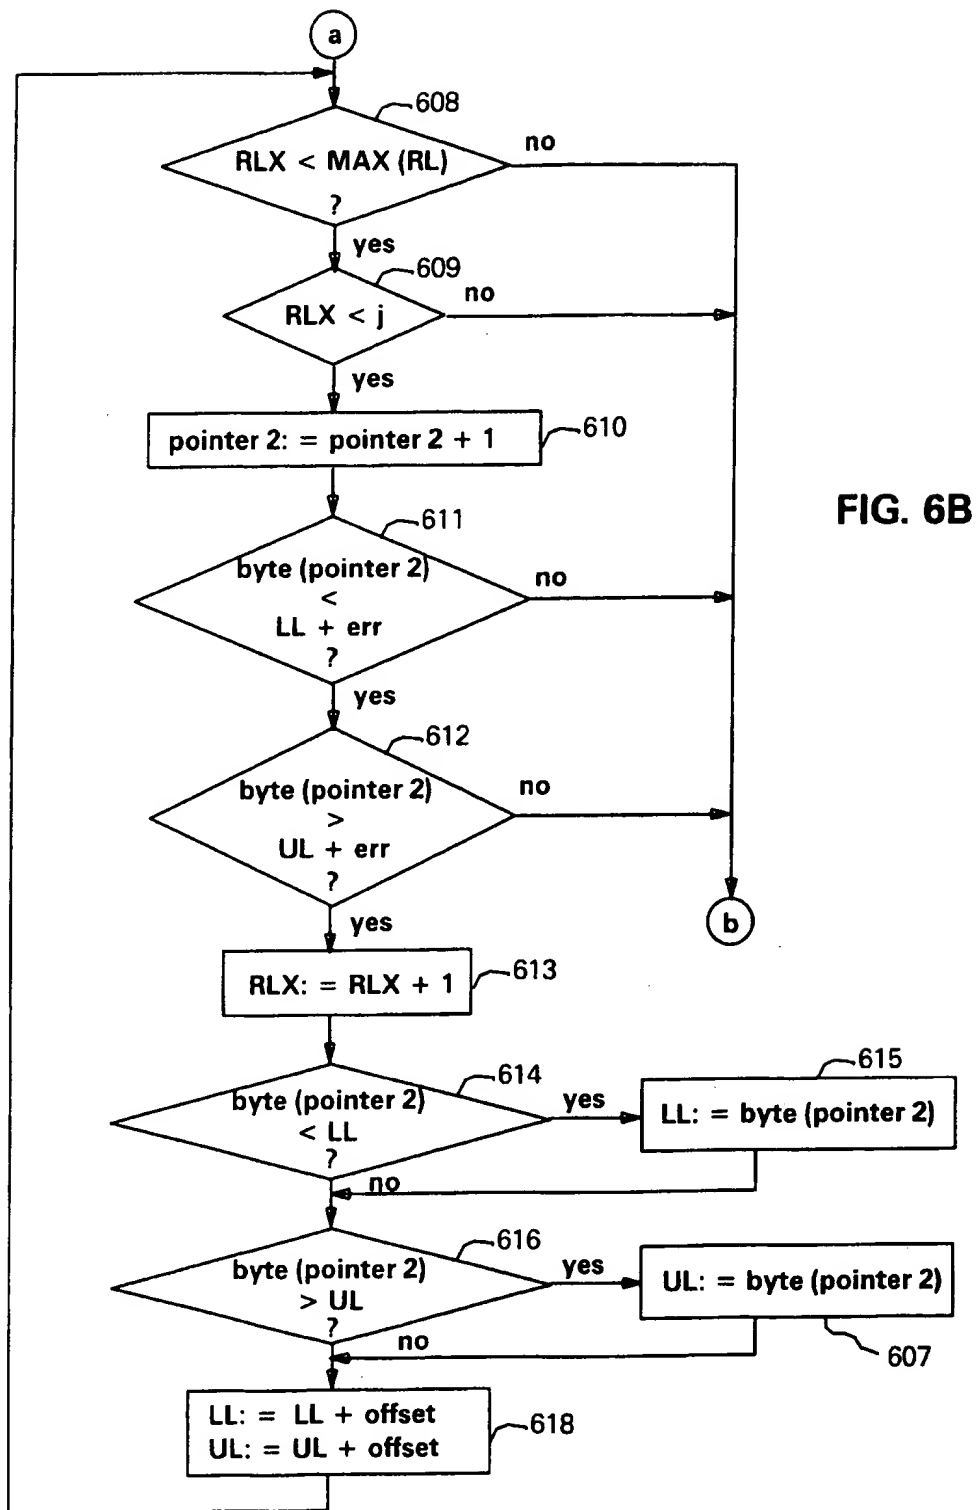 a
608
RLX < MAX (RL)
?
no
yes
609
RLX < j
no
yes
pointer 2: = pointer 2 + 1
610
FIG. 6B
611
byte (pointer 2)
<
LL + err
?
no
yes
612
byte (pointer 2)
>
UL + err
?
no
yes
b
RLX: = RLX + 1
613
614
byte (pointer 2)
< LL
?
yes
615
LL: = byte (pointer 2)
no
616
byte (pointer 2)
> UL
?
yes
UL: = byte (pointer 2)
607
no
LL: = LL + offset
UL: = UL + offset
618